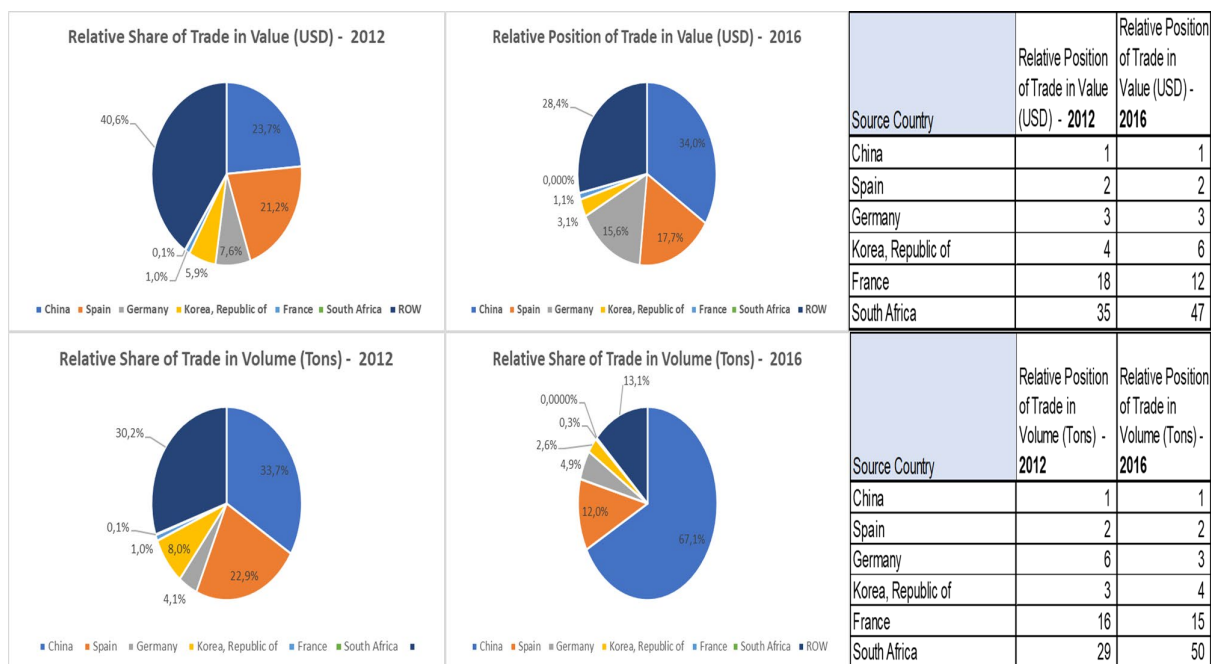 Relative Share of Trade in Value (USD) - 2012
40,6%
23,7%
21,2%
7,6%
5,9%
1,0%
0,1%
China Spain Germany Korea, Republic of France South Africa ROW
Relative Position of Trade in Value (USD) - 2016
28,4%
34,0%
0,000%
1,1%
3,1%
15,6%
17,7%
China Spain Germany Korea, Republic of France South Africa ROW
Source Country
Relative Position
of Trade in Value
(USD) - 2012
Relative Position
of Trade in
Value (USD) -
2016
China 1 1
Spain 2 2
Germany 3 3
Korea, Republic of 4 6
France 18 12
South Africa 35 47
Relative Share of Trade in Volume (Tons) - 2012
30,2%
33,7%
0,1%
1,0%
8,0%
4,1%
22,9%
China Spain Germany Korea, Republic of France South Africa
Relative Share of Trade in Volume (Tons) - 2016
13,1%
0,0000%
0,3%
2,6%
4,9%
12,0%
67,1%
China Spain Germany Korea, Republic of France South Africa ROW
Source Country
Relative Position
of Trade in
Volume (Tons) -
2012
Relative Position
of Trade in
Volume (Tons) -
2016
China 1 1
Spain 2 2
Germany 6 3
Korea, Republic of 3 4
France 16 15
South Africa 29 50